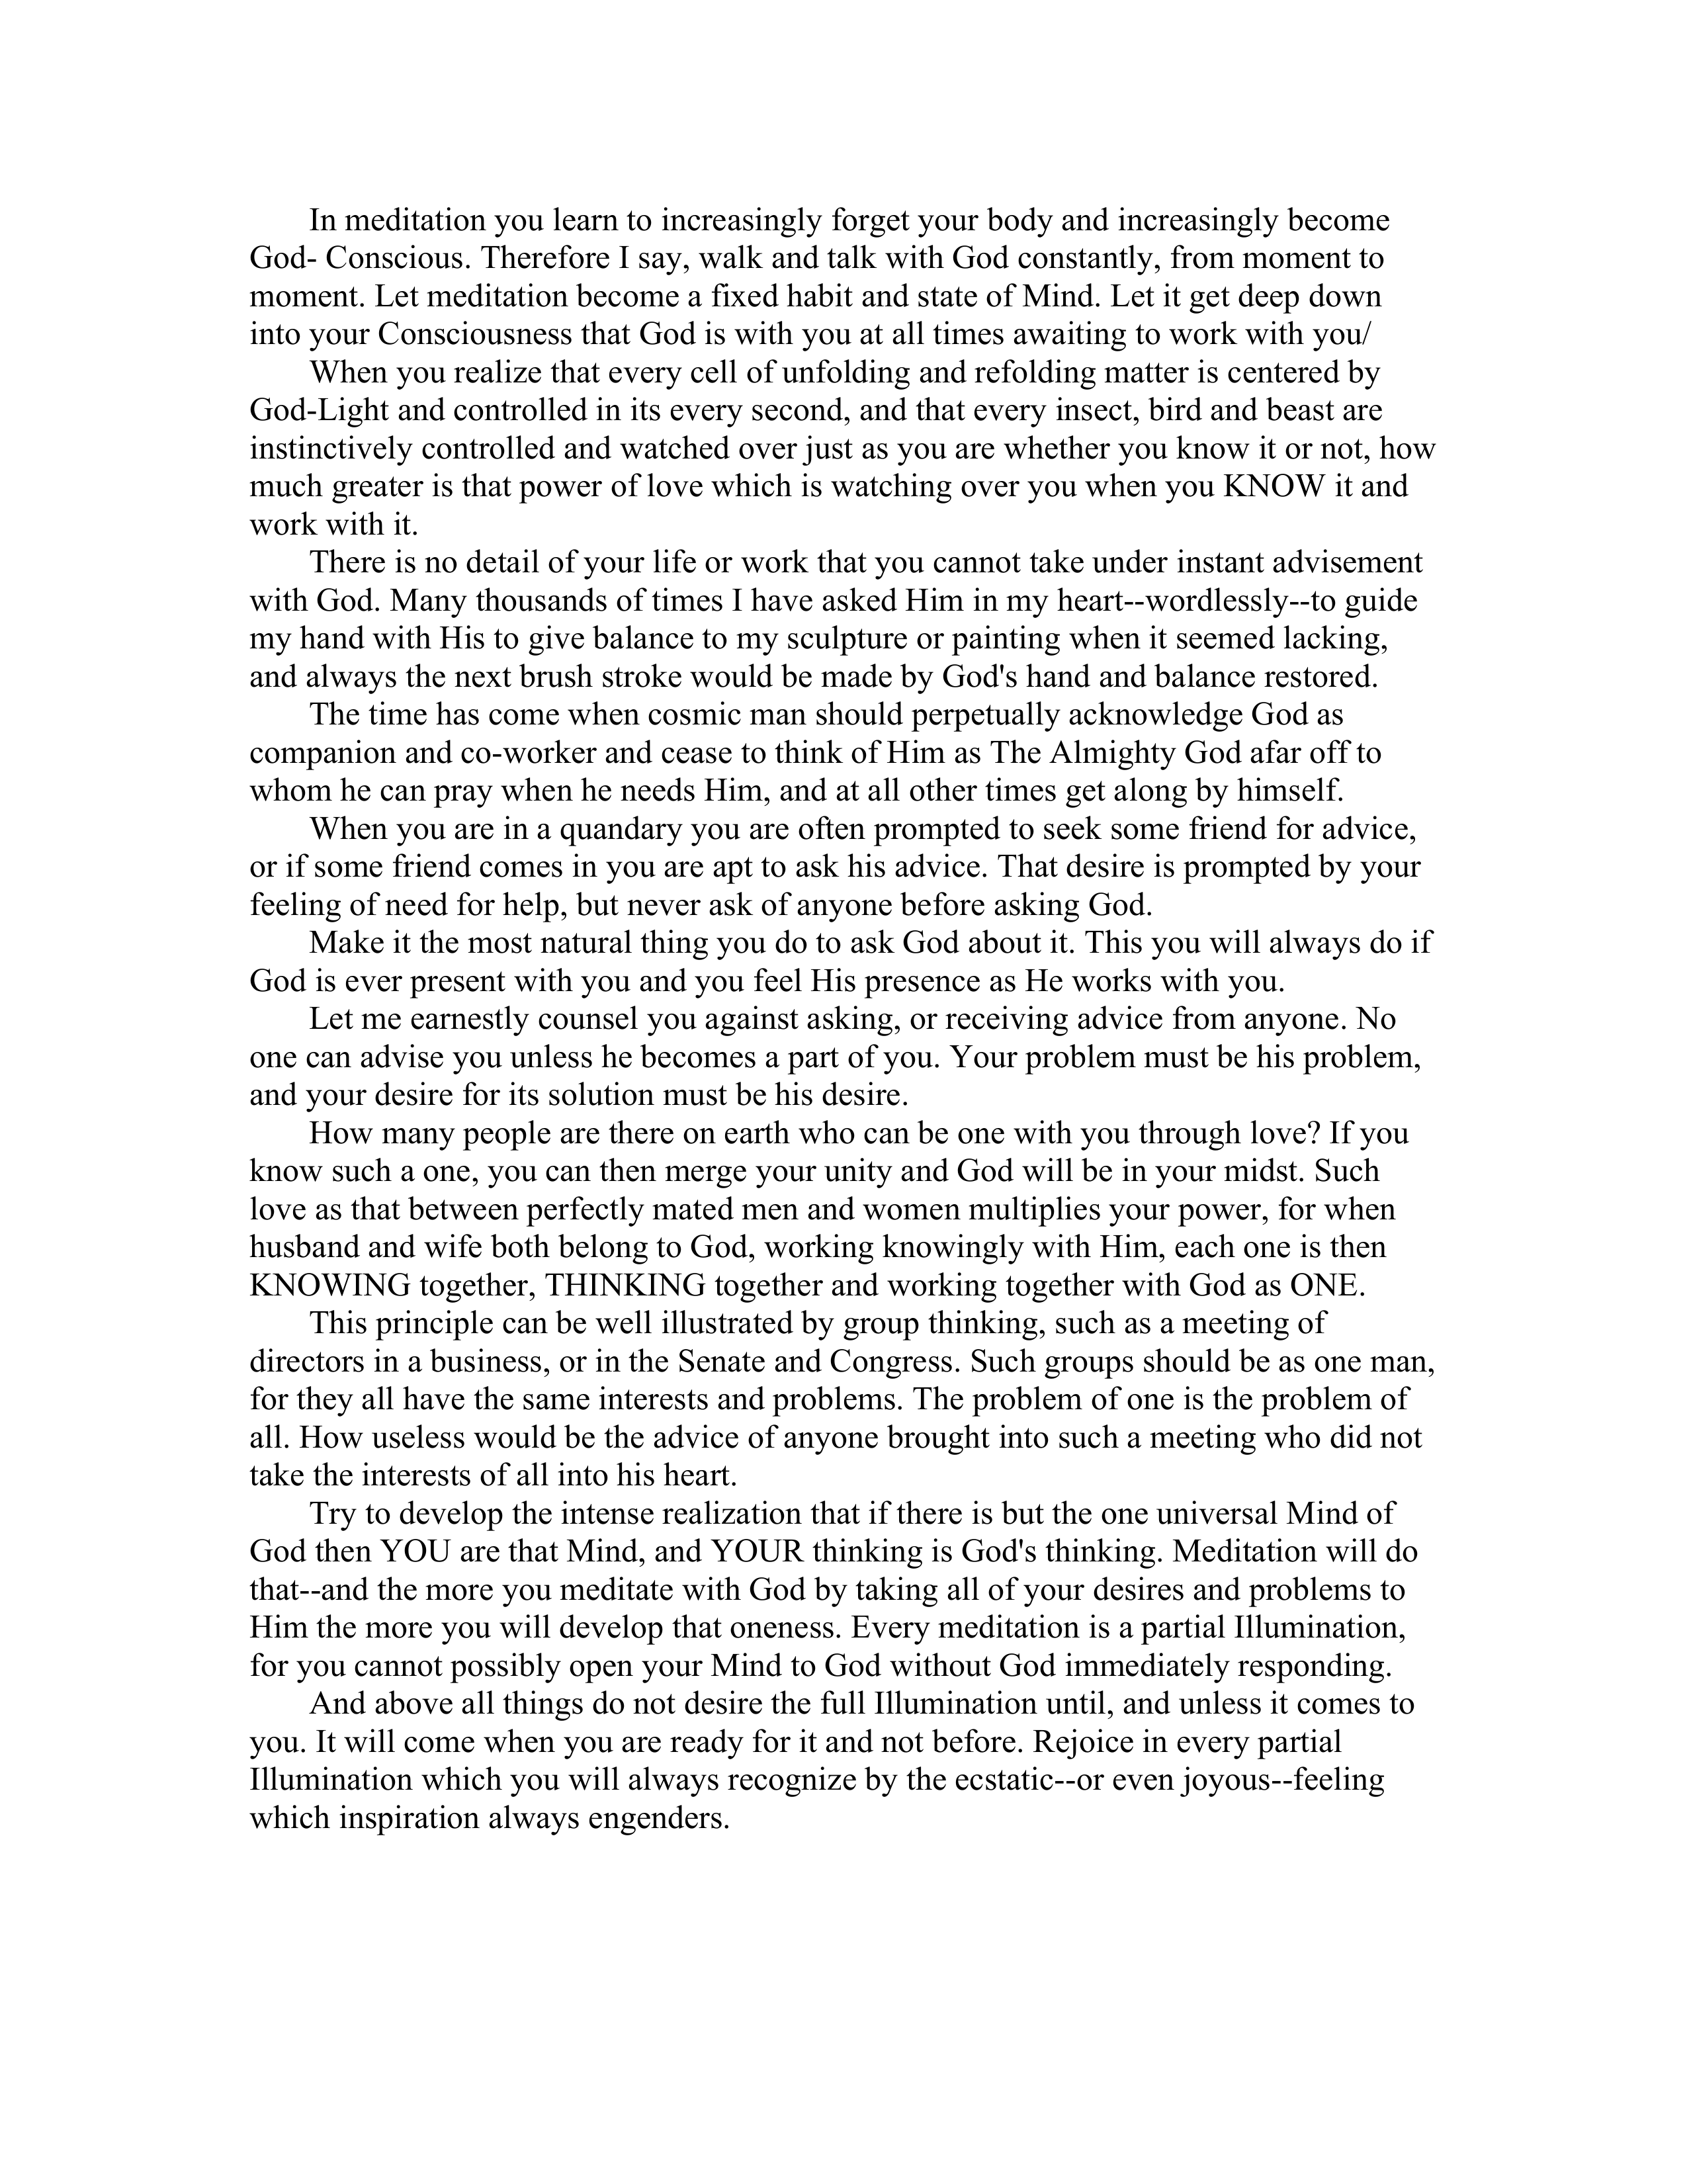 In meditation you learn to increasingly forget your body and increasingly become
God- Conscious. Therefore I say, walk and talk with God constantly, from moment to
moment. Let meditation become a fixed habit and state of Mind. Let it get deep down
into your Consciousness that God is with you at all times awaiting to work with you/
When you realize that every cell of unfolding and refolding matter is centered by
God-Light and controlled in its every second, and that every insect, bird and beast are
instinctively controlled and watched over just as you are whether you know it or not, how
much greater is that power of love which is watching over you when you KNOW it and
work with it.
There is no detail of your life or work that you cannot take under instant advisement
with God. Many thousands of times I have asked Him in my heart--wordlessly--to guide
my hand with His to give balance to my sculpture or painting when it seemed lacking,
and always the next brush stroke would be made by God's hand and balance restored.
The time has come when cosmic man should perpetually acknowledge God as
companion and co-worker and cease to think of Him as The Almighty God afar off to
whom he can pray when he needs Him, and at all other times get along by himself.
When you are in a quandary you are often prompted to seek some friend for advice,
or if some friend comes in you are apt to ask his advice. That desire is prompted by your
feeling of need for help, but never ask of anyone before asking God.
Make it the most natural thing you do to ask God about it. This you will always do if
God is ever present with you and you feel His presence as He works with you.
Let me earnestly counsel you against asking, or receiving advice from anyone. No
one can advise you unless he becomes a part of you. Your problem must be his problem,
and your desire for its solution must be his desire.
How many people are there on earth who can be one with you through love? If you
know such a one, you can then merge your unity and God will be in your midst. Such
love as that between perfectly mated men and women multiplies your power, for when
husband and wife both belong to God, working knowingly with Him, each one is then
KNOWING together, THINKING together and working together with God as ONE.
This principle can be well illustrated by group thinking, such as a meeting of
directors in a business, or in the Senate and Congress. Such groups should be as one man,
for they all have the same interests and problems. The problem of one is the problem of
all. How useless would be the advice of anyone brought into such a meeting who did not
take the interests of all into his heart.
Try to develop the intense realization that if there is but the one universal Mind of
God then YOU are that Mind, and YOUR thinking is God's thinking. Meditation will do
that--and the more you meditate with God by taking all of your desires and problems to
Him the more you will develop that oneness. Every meditation is a partial Illumination,
for you cannot possibly open your Mind to God without God immediately responding.
And above all things do not desire the full Illumination until, and unless it comes to
you. It will come when you are ready for it and not before. Rejoice in every partial
Illumination which you will always recognize by the ecstatic--or even joyous--feeling
which inspiration always engenders.